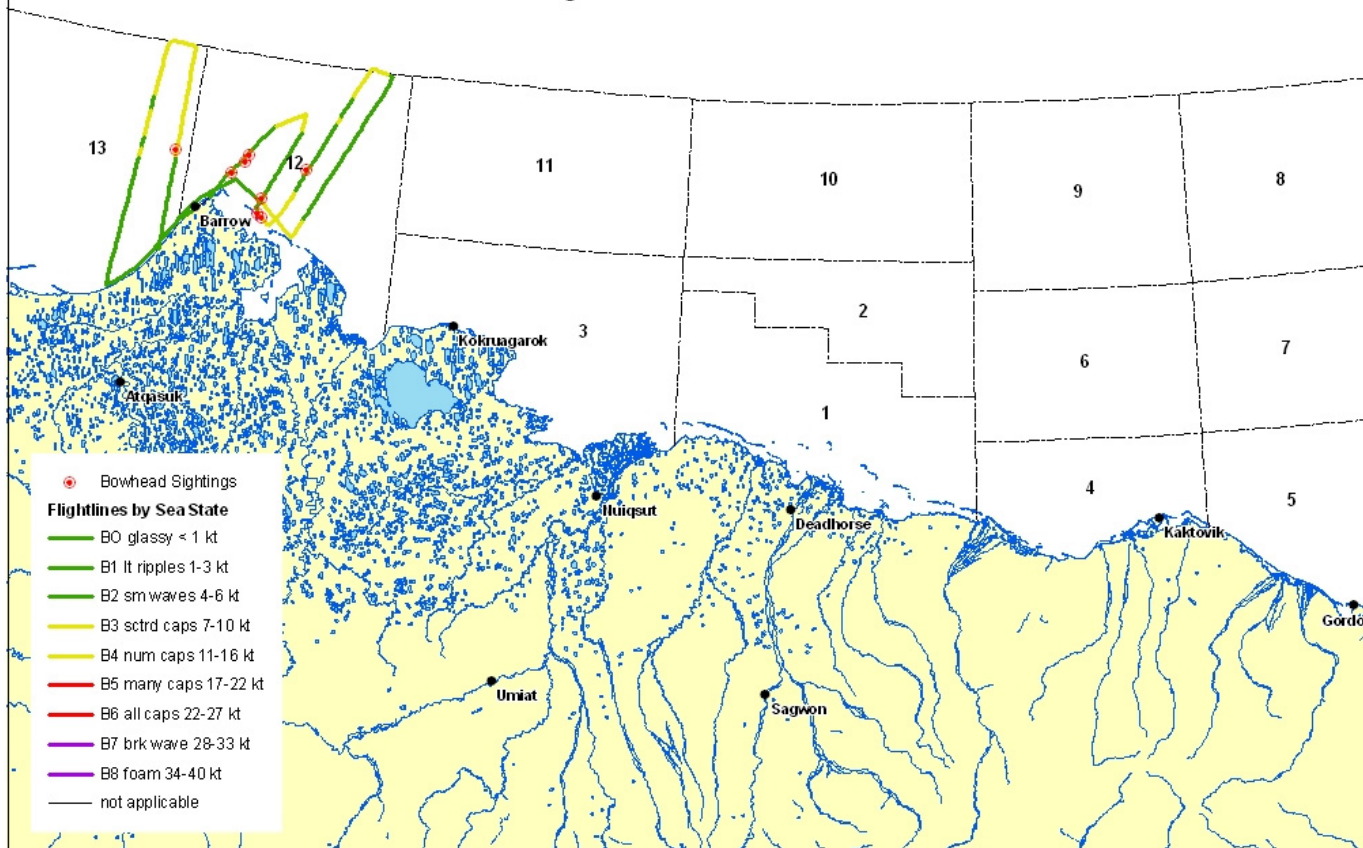 13
12
11
10
9
8
Barrow
3
2
Kokruagarok
6
7
Atqasuk
1
4
5
Nuiqsut
Deadhorse
Kaktovik
Umiat
Sagwon
Bowhead Sightings
Flightlines by Sea State
B0 glassy < 1 kt
B1 lt ripples 1-3 kt
B2 sm waves 4-6 kt
B3 sctrd caps 7-10 kt
B4 num caps 11-16 kt
B5 many caps 17-22 kt
B6 all caps 22-27 kt
B7 brk wave 28-33 kt
B8 foam 34-40 kt
not applicable